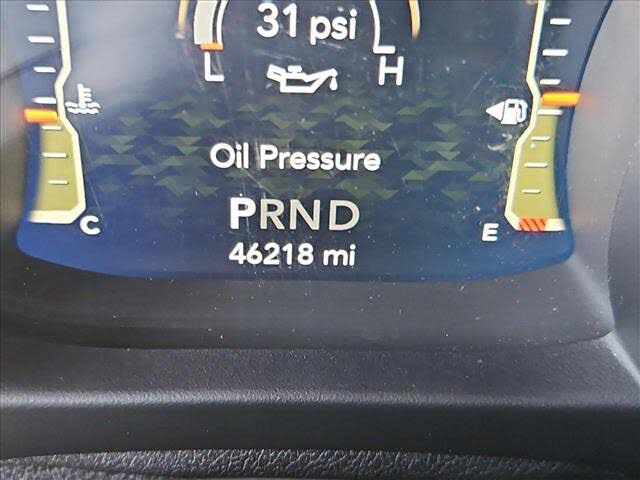 31 psi
L H
Oil Pressure
C PRND E
46218 mi